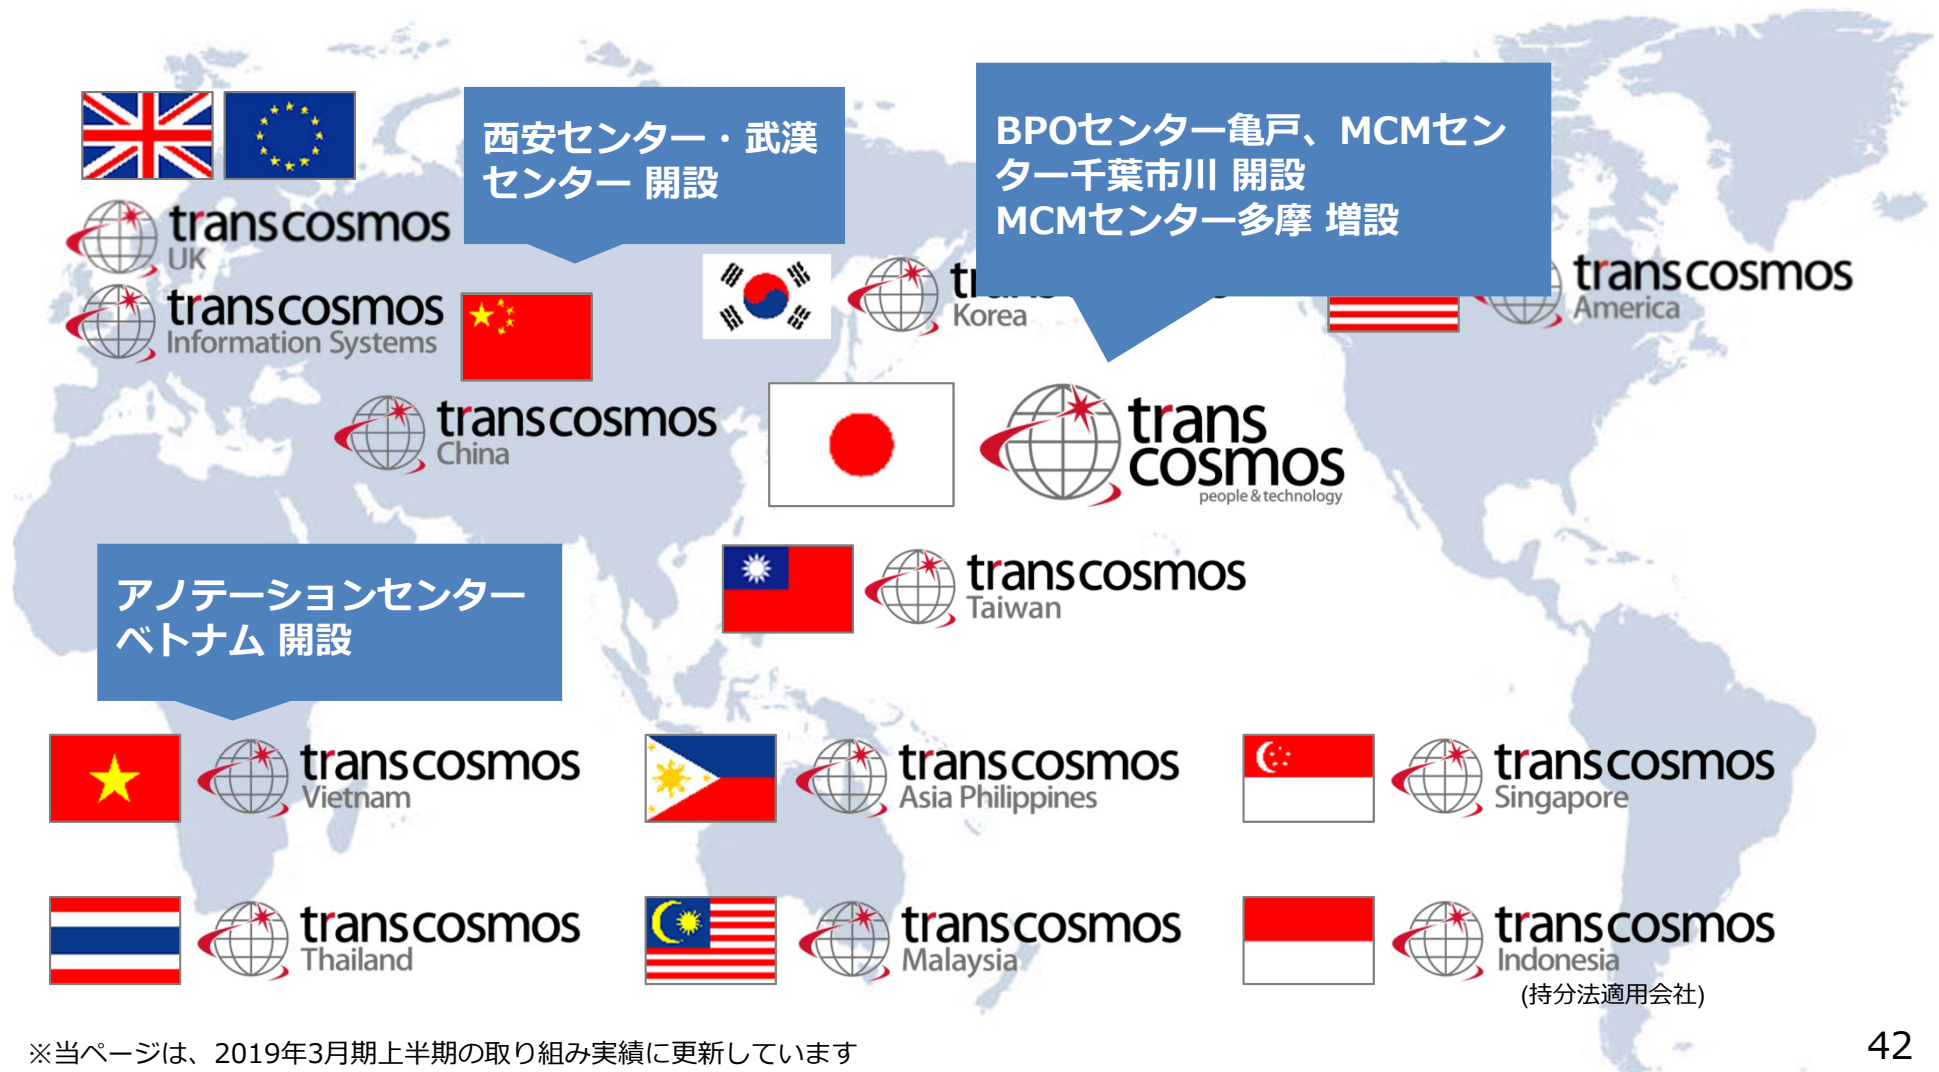 西安センター・武漢
センター 開設
BPOセンター亀戸、MCMセン
ター千葉市川 開設
MCMセンター多摩 増設
transcosmos
UK
transcosmos
Information Systems
Korea
transcosmos
America
transcosmos
China
trans
cosmos
people & technology
transcosmos
Taiwan
アノテーションセンター
ベトナム 開設
transcosmos
Vietnam
transcosmos
Asia Philippines
transcosmos
Singapore
transcosmos
Thailand
transcosmos
Malaysia
transcosmos
Indonesia
(持分法適用会社)
※当ページは、2019年3月期上半期の取り組み実績に更新しています
42